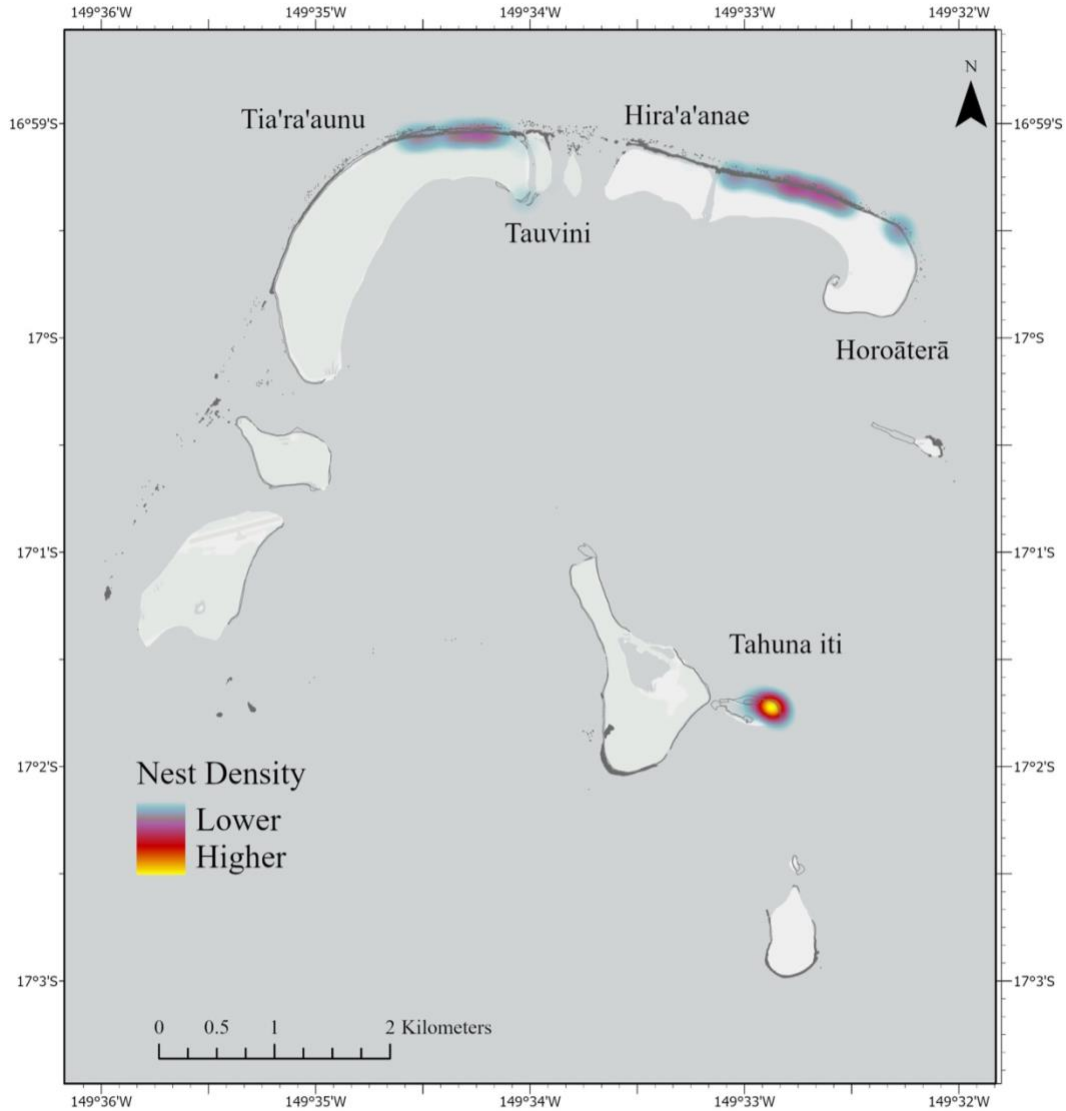 149°36'W 149°35'W 149°34'W 149°33'W 149°32'W
N
16°59'S Tia'ra'aunu Hira'a'anae 16°59'S
Tauvini
17°S 17°S
Horoāterā
17°1'S 17°1'S
Tahuna iti
17°2'S 17°2'S
Nest Density
Lower
Higher
17°3'S 17°3'S
0 0.5 1 2 Kilometers
149°36'W 149°35'W 149°34'W 149°33'W 149°32'W